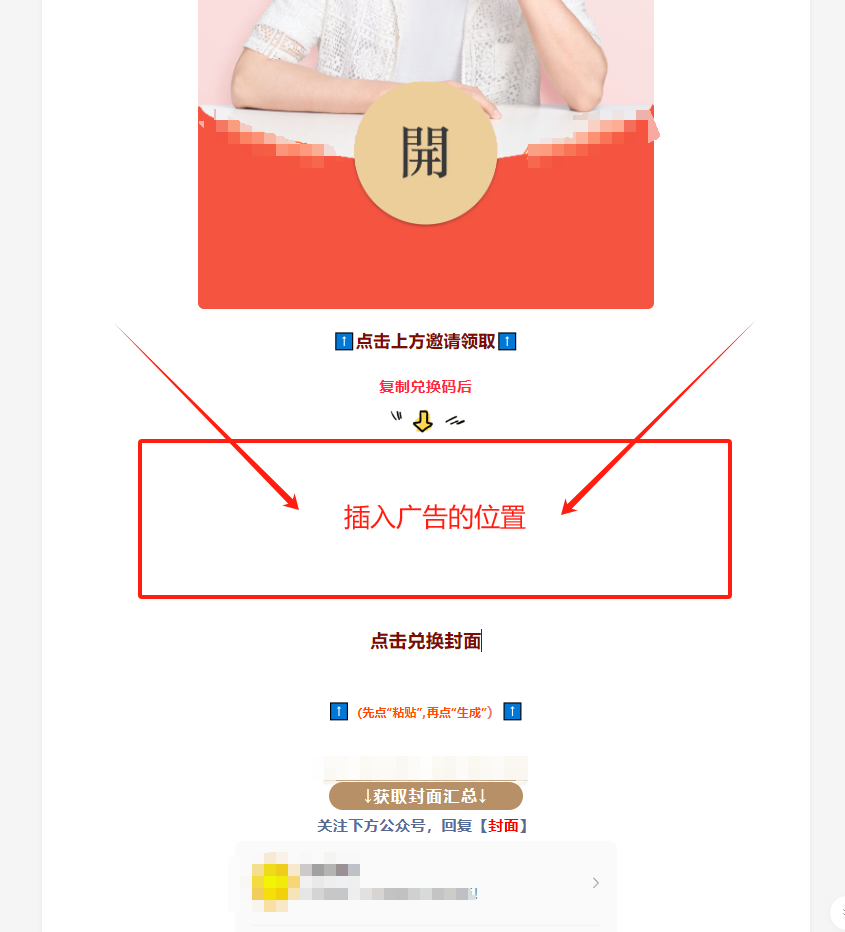 開
↑点击上方邀请领取↑
复制兑换码后
插入广告的位置
点击兑换封面
↑（先点“粘贴”,再点“生成”）↑
↓获取封面汇总↓
关注下方公众号，回复【封面】